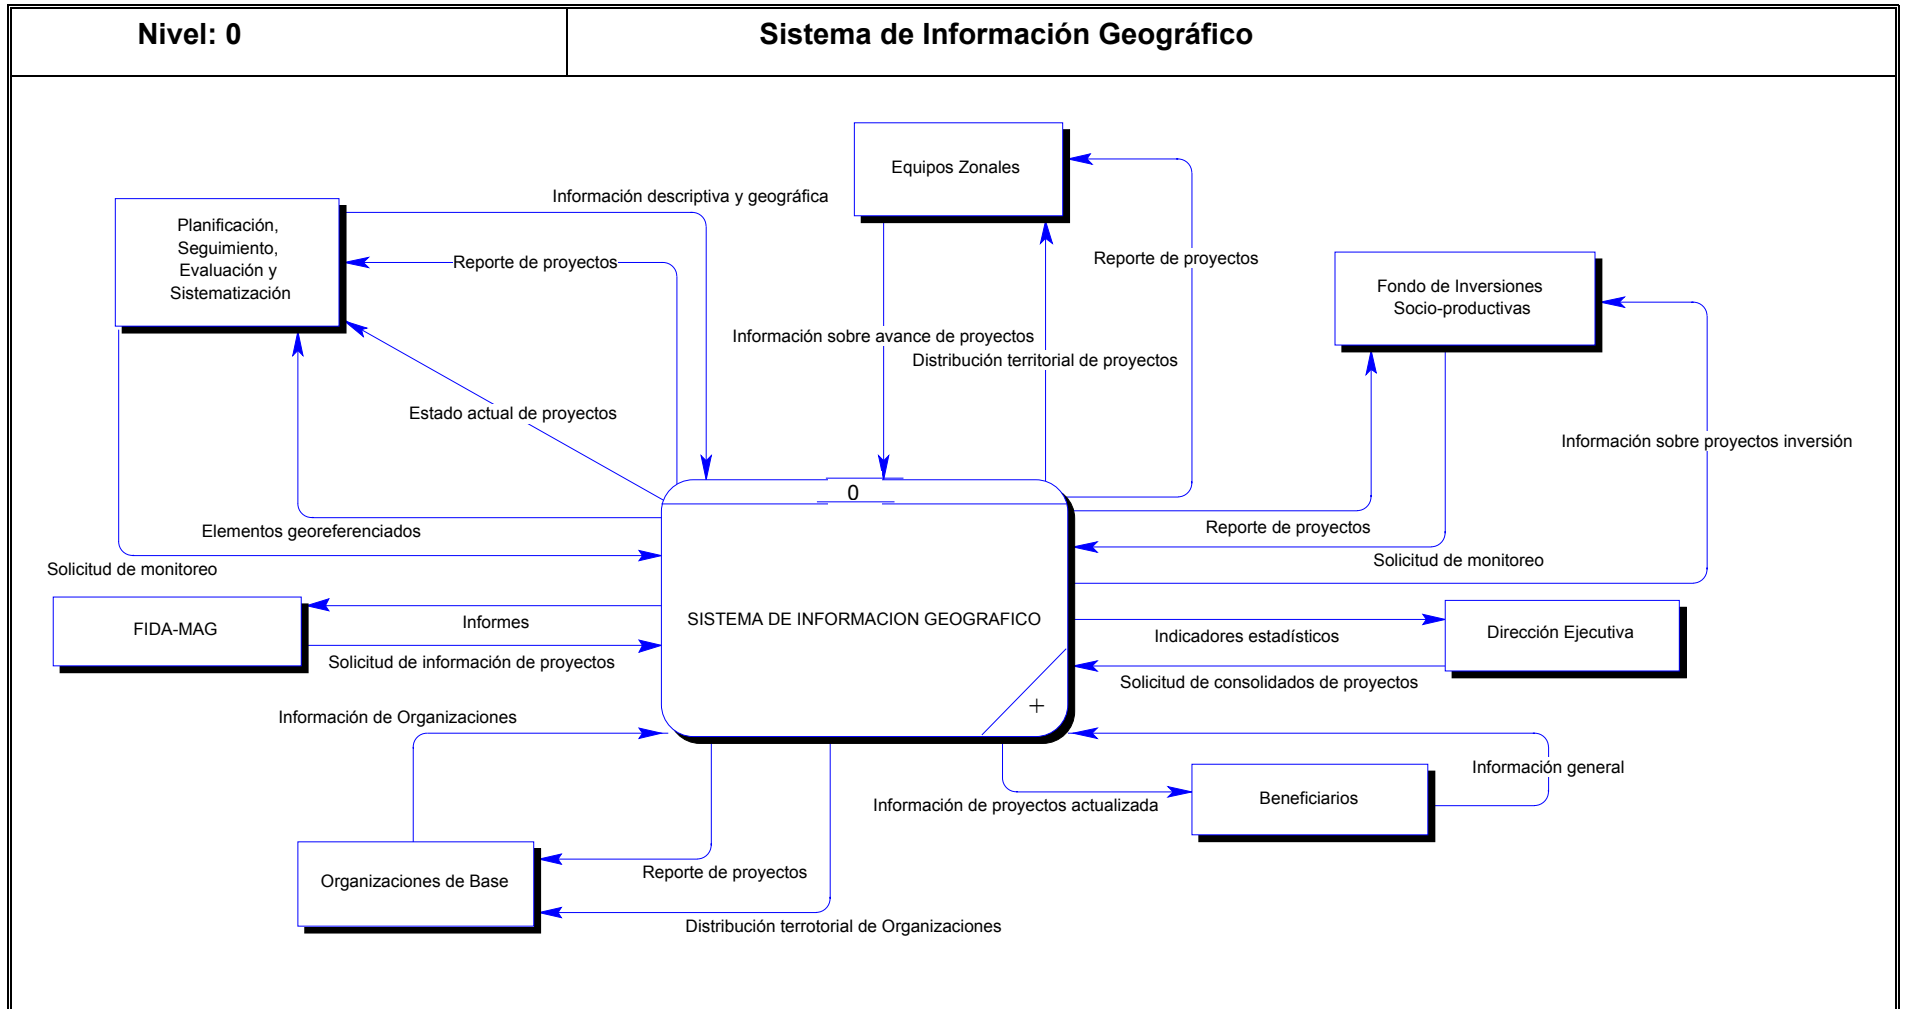 Nivel: 0
Sistema de Información Geográfico
Equipos Zonales
Información descriptiva y geográfica
Planificación,
Seguimiento,
Evaluación y
Sistematización
Reporte de proyectos
Reporte de proyectos
Fondo de Inversiones
Socio-productivas
Información sobre avance de proyectos
Distribución territorial de proyectos
Estado actual de proyectos
Información sobre proyectos inversión
0
Elementos georeferenciados
Reporte de proyectos
Solicitud de monitoreo
Solicitud de monitoreo
FIDA-MAG
Informes
SISTEMA DE INFORMACION GEOGRAFICO
Indicadores estadísticos
Dirección Ejecutiva
Solicitud de información de proyectos
Solicitud de consolidados de proyectos
+
Información de Organizaciones
Información general
Información de proyectos actualizada
Beneficiarios
Organizaciones de Base
Reporte de proyectos
Distribución terrotorial de Organizaciones